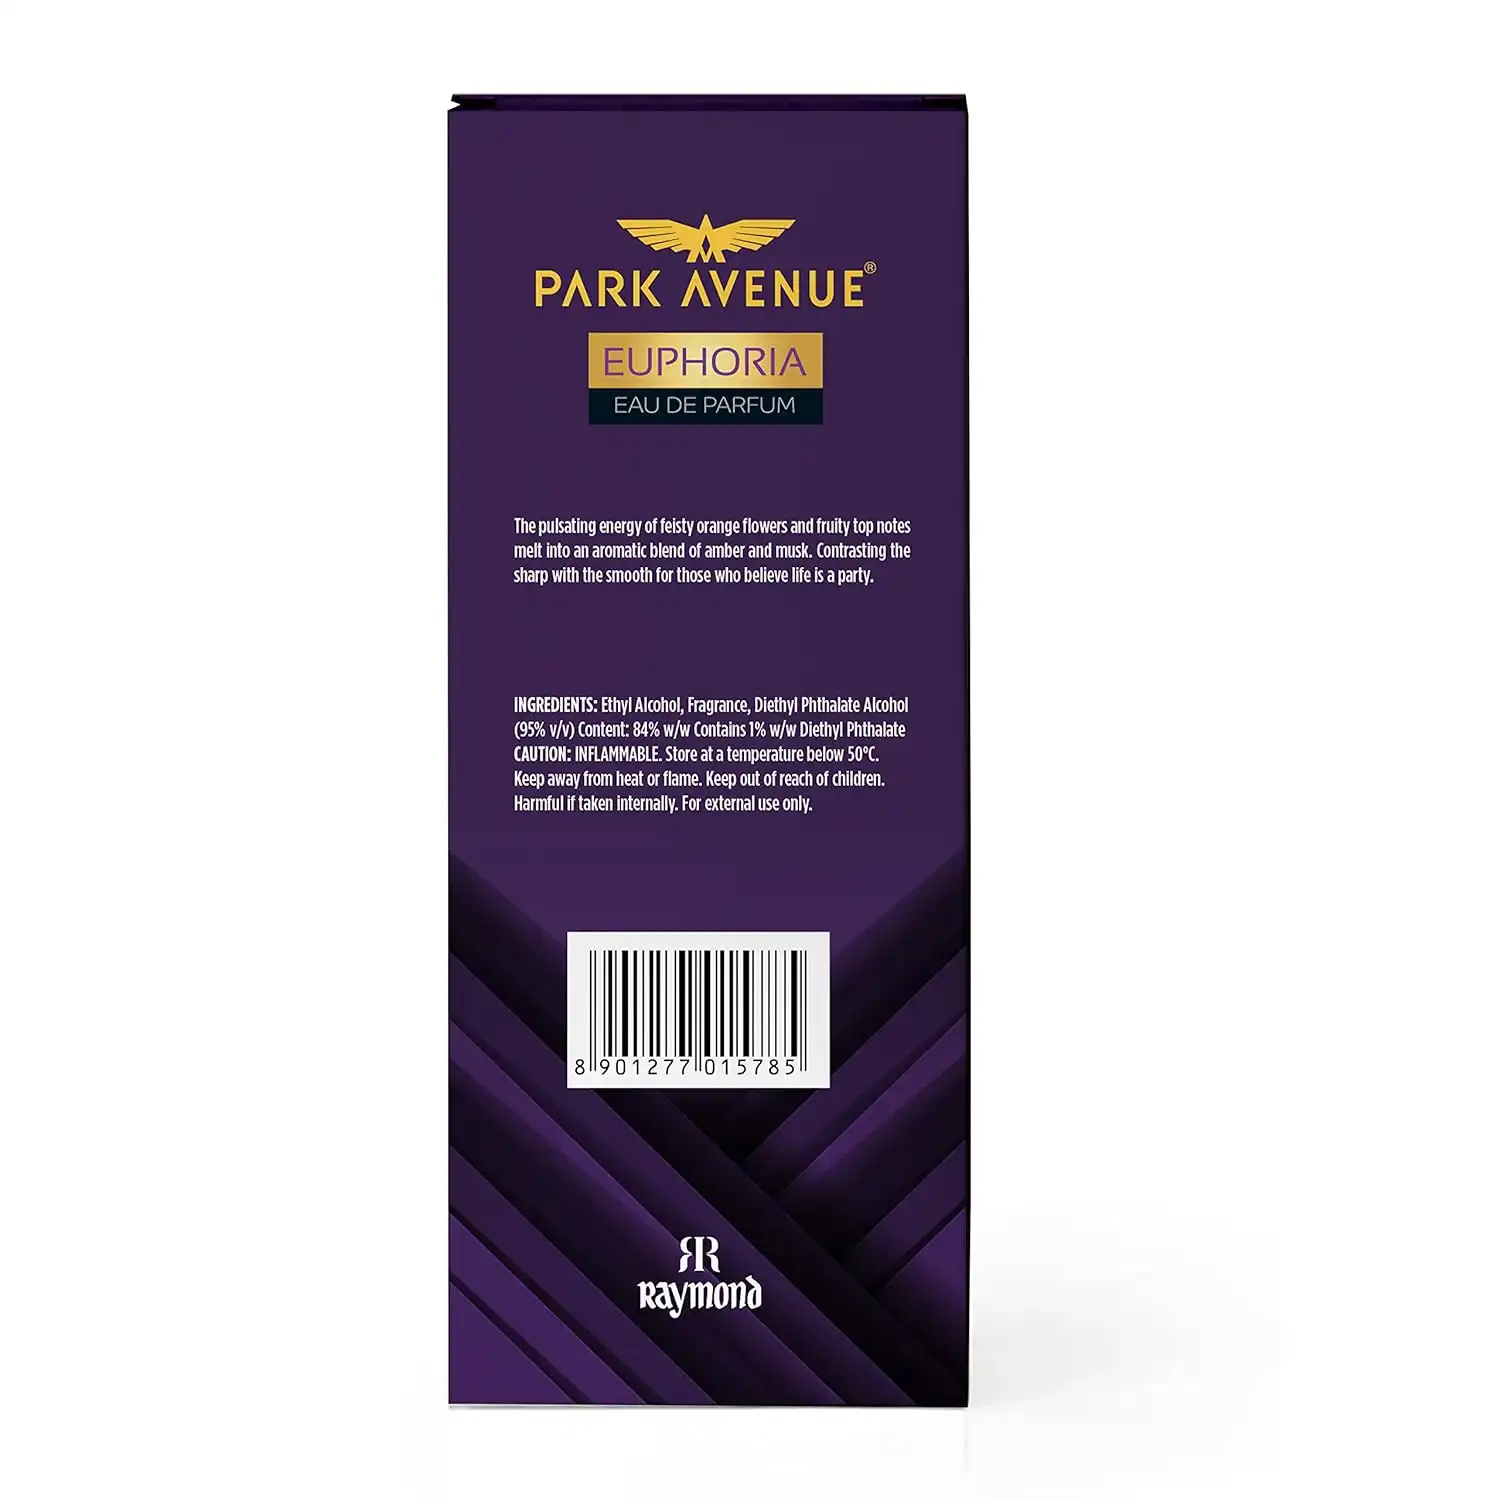 PARK AVENUE®
EUPHORIA
EAU DE PARFUM
The pulsating energy of feisty orange flowers and fruity top notes
melt into an aromatic blend of amber and musk. Contrasting the
sharp with the smooth for those who believe life is a party.
INGREDIENTS: Ethyl Alcohol, Fragrance, Diethyl Phthalate Alcohol
(95% v/v) Content: 84% w/w Contains 1% w/w Diethyl Phthalate
CAUTION: INFLAMMABLE. Store at a temperature below 50°C.
Keep away from heat or flame. Keep out of reach of children.
Harmful if taken internally. For external use only.
8 901277 015785
RR
Raymond